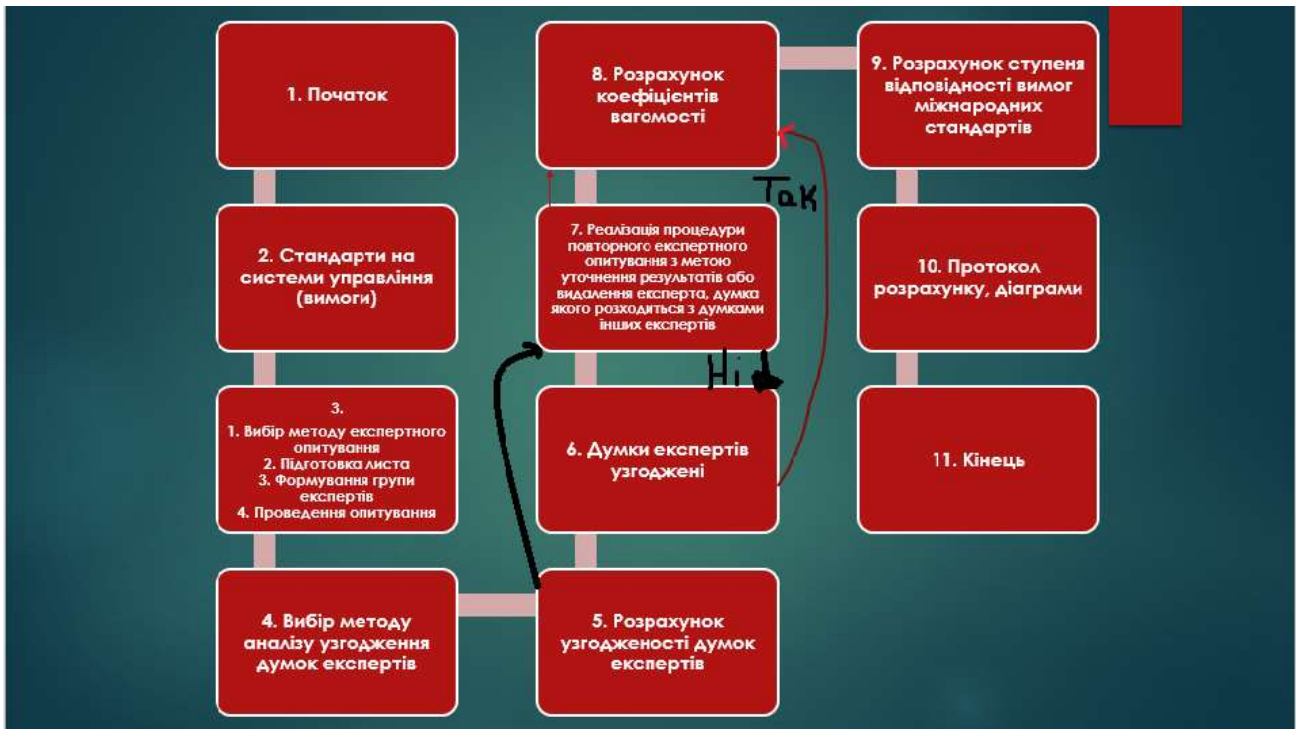 1. Початок
2. Стандарти на
системи управління
(вимоги)
3.
1. Вибір методу експертного
опитування
2. Підготовка листа
3. Формування групи
експертів
4. Проведення опитування
4. Вибір методу
аналізу узгодження
думок експертів
5. Розрахунок
узгодженості думок
експертів
6. Думки експертів
узгоджені
Ні
7. Реалізація процедури
повторного експертного
опитування з метою
уточнення результатів або
видалення експерта, думка
якого розходиться з думками
інших експертів
Так
8. Розрахунок
коефіцієнтів
вагомості
9. Розрахунок ступеня
відповідності вимог
міжнародних
стандартів
10. Протокол
розрахунку, діаграми
11. Кінець